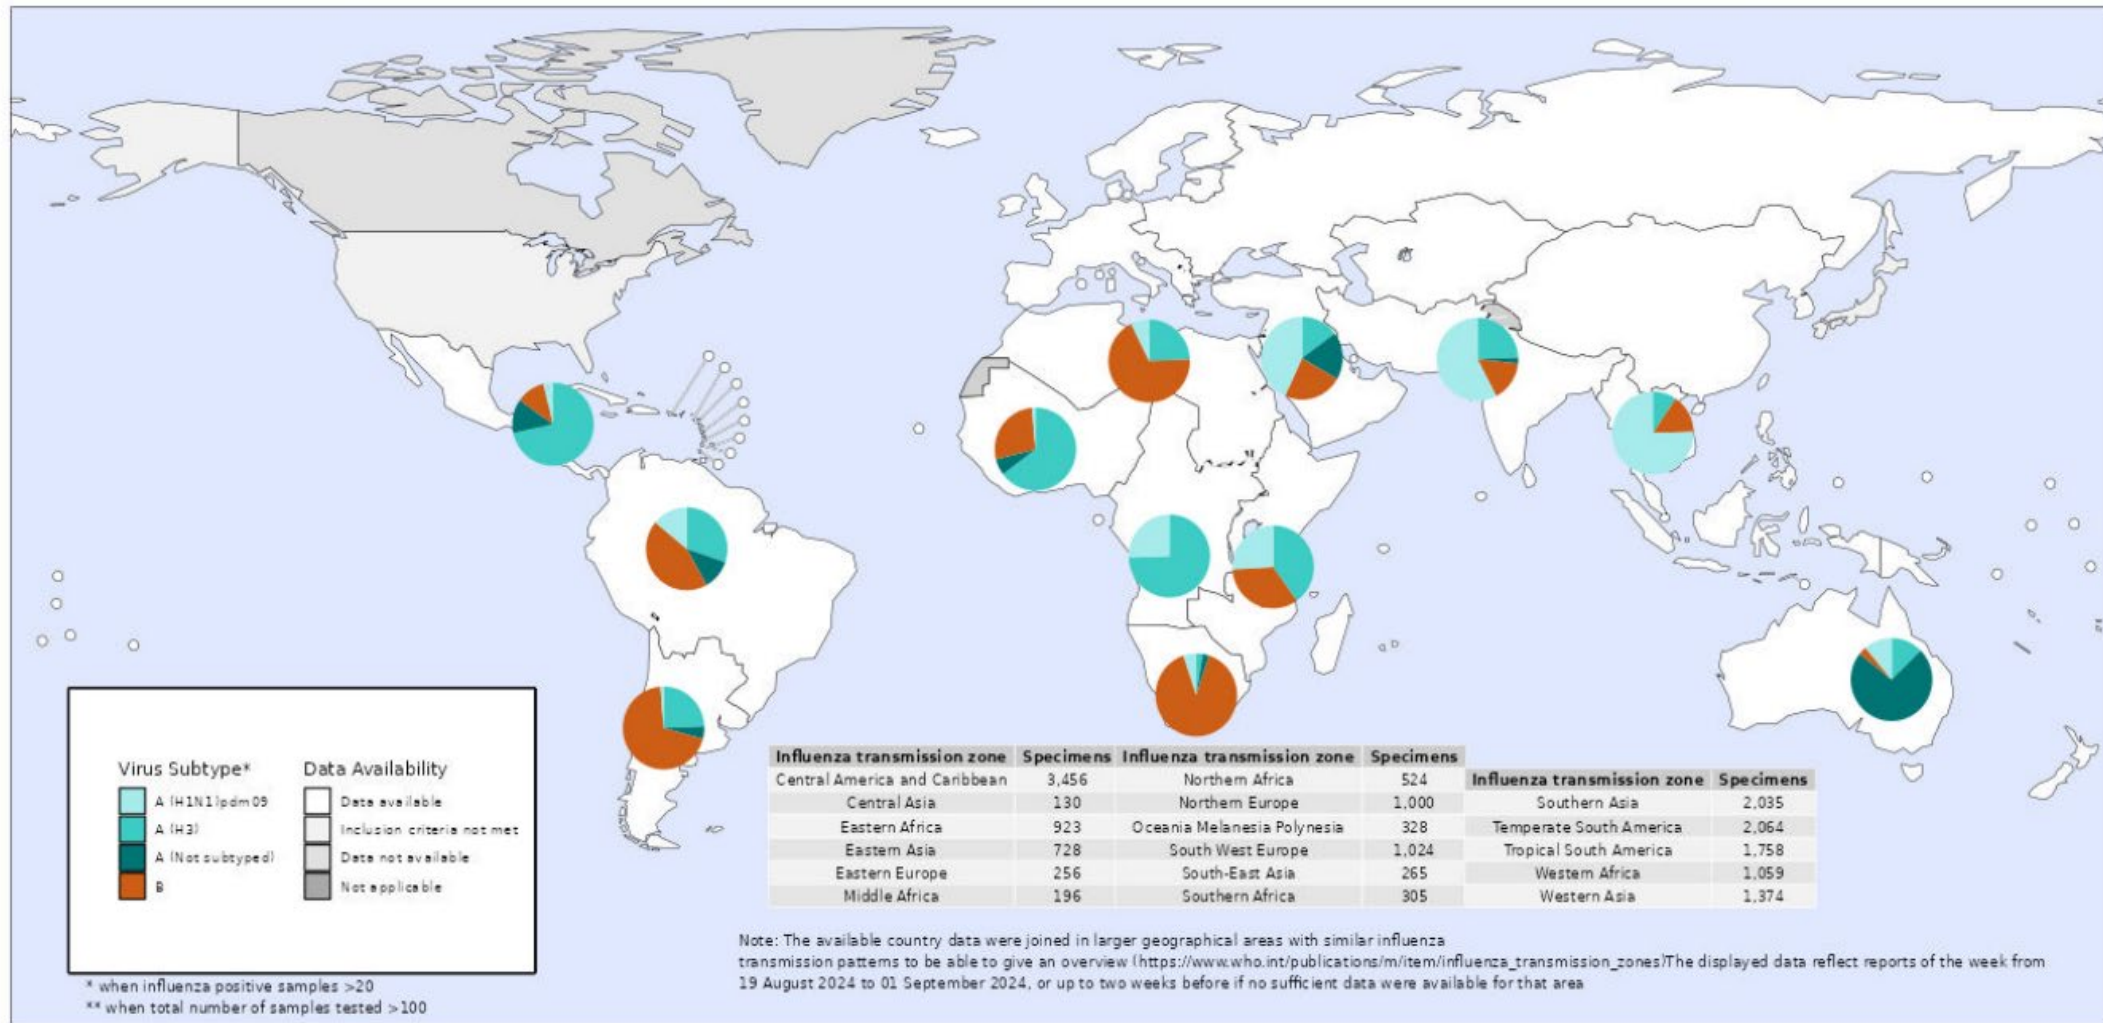 Virus Subtype*
A (H1N1)pdm09
A (H3)
A (Not subtyped)
B
Data Availability
Data available
Inclusion criteria not met
Data not available
Not applicable
* when influenza positive samples >20
** when total number of samples tested >100
Influenza transmission zone Specimens Influenza transmission zone Specimens
Central America and Caribbean 3,456 Northern Africa 524 Influenza transmission zone Specimens
Central Asia 130 Northern Europe 1,000 Southern Asia 2,035
Eastern Africa 923 Oceania Melanesia Polynesia 328 Temperate South America 2,064
Eastern Asia 728 South West Europe 1,024 Tropical South America 1,758
Eastern Europe 256 South-East Asia 265 Western Africa 1,059
Middle Africa 196 Southern Africa 305 Western Asia 1,374
Note: The available country data were joined in larger geographical areas with similar influenza
transmission patterns to be able to give an overview (https://www.who.int/publications/m/item/influenza_transmission_zones)The displayed data reflect reports of the week from
19 August 2024 to 01 September 2024, or up to two weeks before if no sufficient data were available for that area